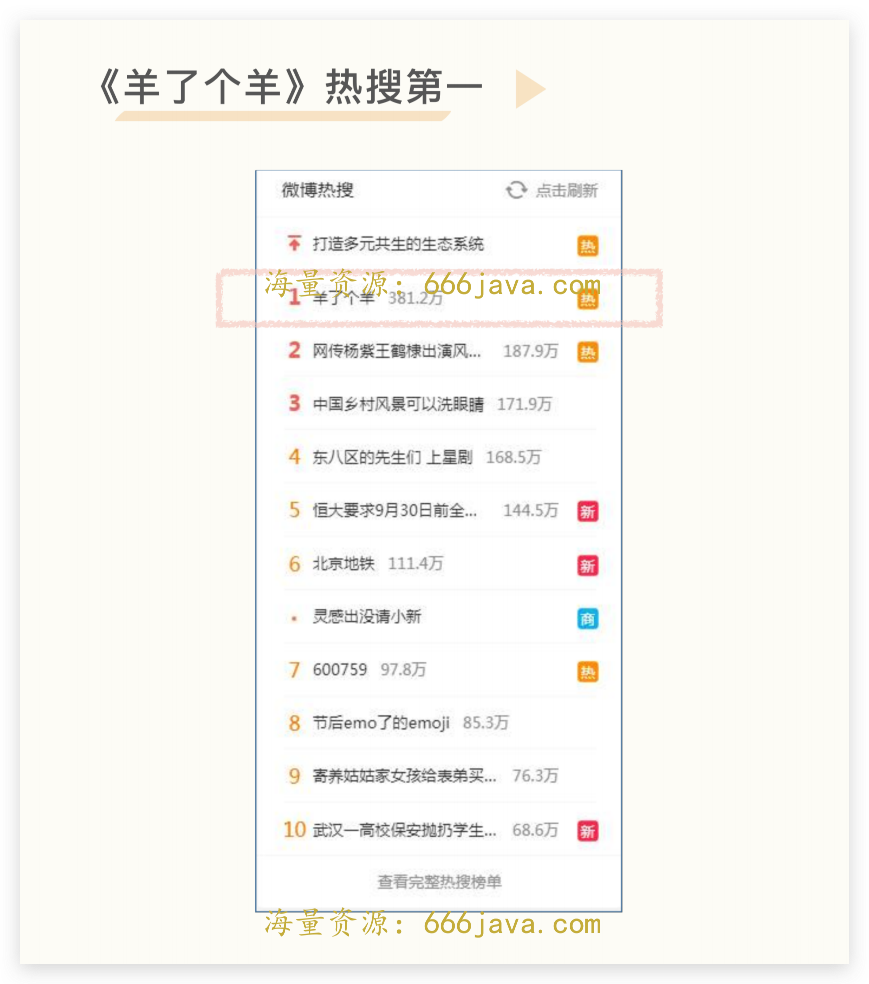 《羊了个羊》热搜第一
微博热搜 点击刷新
打造多元共生的生态系统 热
海量资源：666java.com
1 羊了个羊 381.2万 热
2 网传杨紫王鹤棣出演风... 187.9万 热
3 中国乡村风景可以洗眼睛 171.9万
4 东八区的先生们 上星剧 168.5万
5 恒大要求9月30日前全... 144.5万 新
6 北京地铁 111.4万 新
• 灵感出没请小新 商
7 600759 97.8万 热
8 节后emo了的emoji 85.3万
9 寄养姑姑家女孩给表弟买... 76.3万
10 武汉一高校保安抛扔学生... 68.6万 新
查看完整热搜榜单
海量资源：666java.com